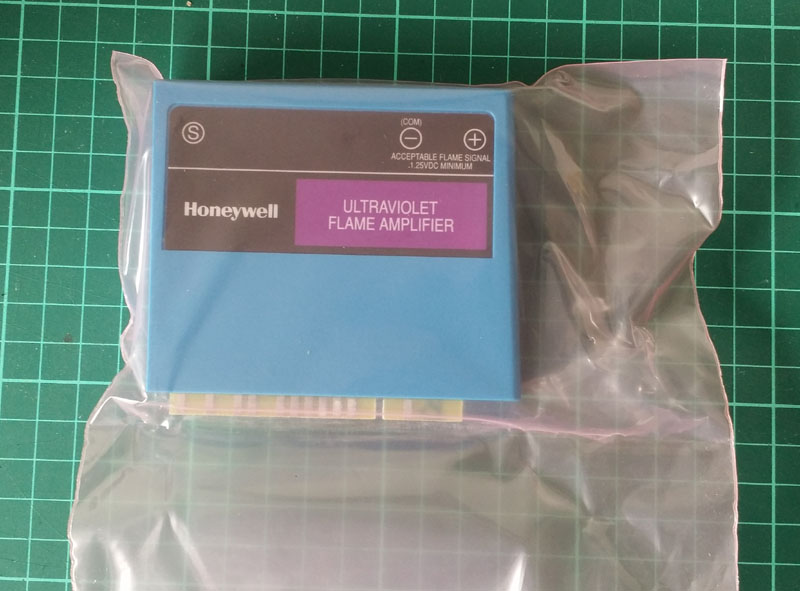 Ⓢ
(COM)
⊖ ⊕
ACCEPTABLE FLAME SIGNAL
1.25VDC MINIMUM
Honeywell
ULTRAVIOLET
FLAME AMPLIFIER